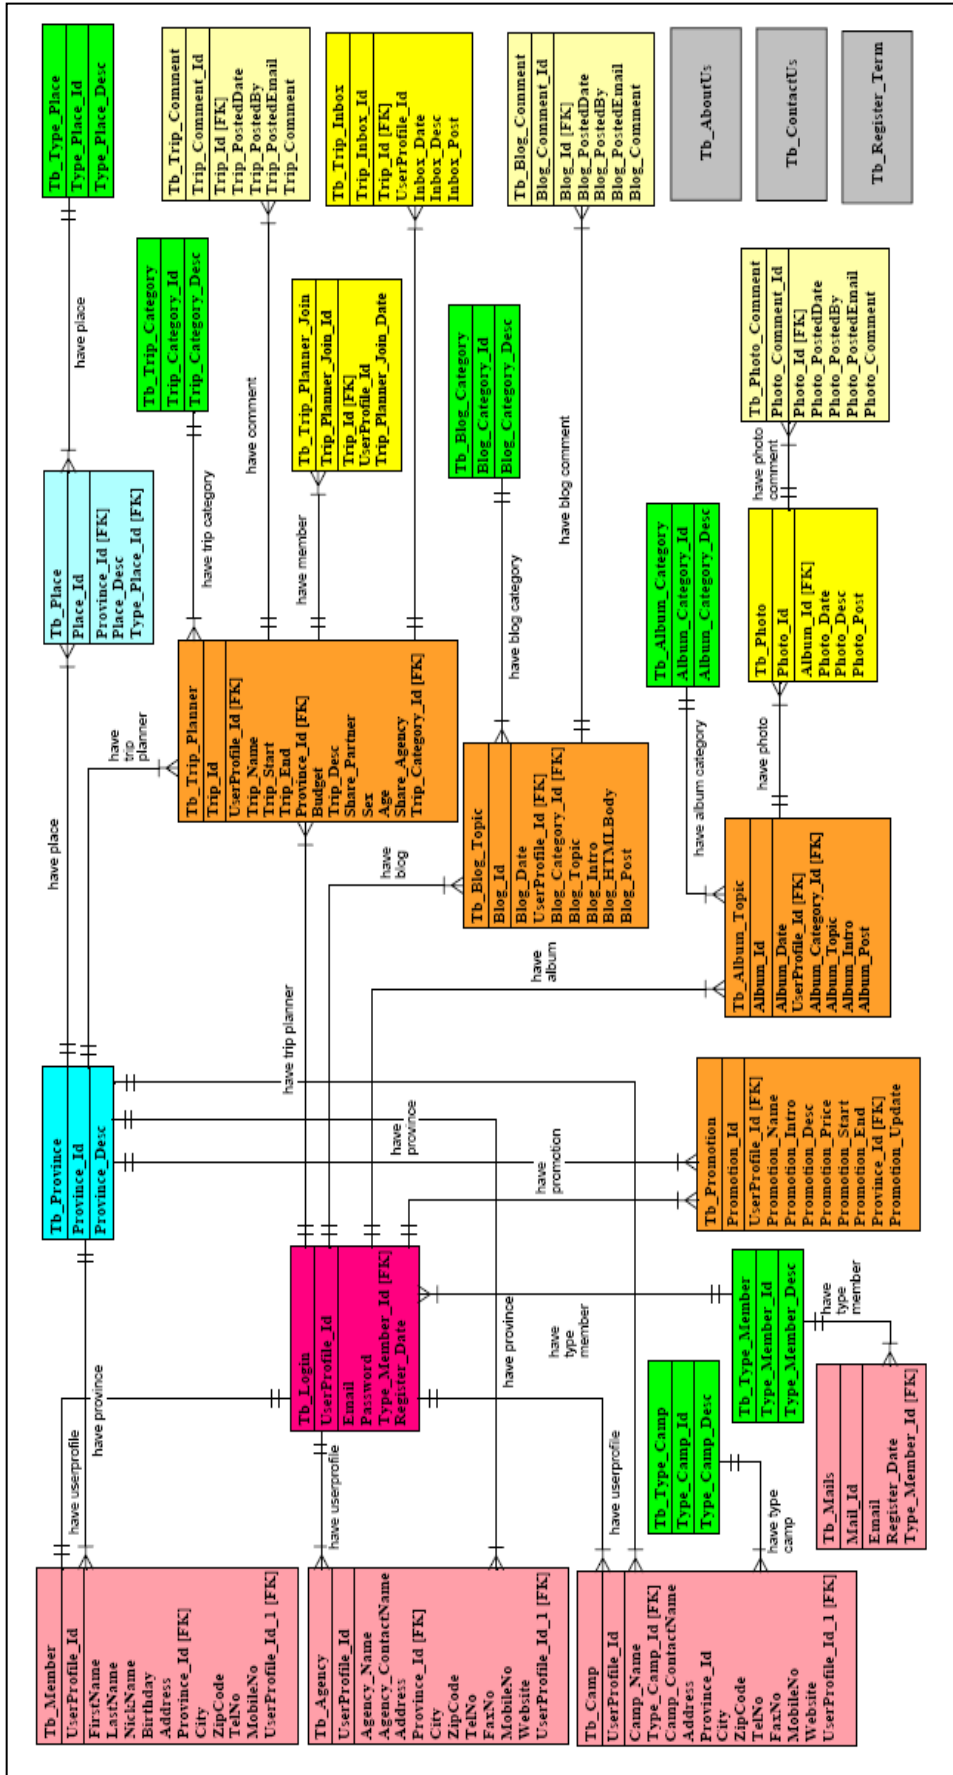 Tb_Member
UserProfile_Id
FirstName
LastName
NickName
Birthday
Address
Province_Id [FK]
City
ZipCode
TelNo
MobileNo
UserProfile_Id_1 [FK]
have userprofile
have province
Tb_Province
Province_Id
Province_Desc
have place
Tb_Place
Place_Id
Province_Id [FK]
Place_Desc
Type_Place_Id [FK]
have place
Tb_Type_Place
Type_Place_Id
Type_Place_Desc
have
trip
planner
Tb_Trip_Category
Trip_Category_Id
Trip_Category_Desc
have trip category
Tb_Trip_Comment
Trip_Comment_Id
Trip_Id [FK]
Trip_PostedDate
Trip_PostedBy
Trip_PostedEmail
Trip_Comment
have comment
Tb_Trip_Planner
Trip_Id
UserProfile_Id [FK]
Trip_Name
Trip_Start
Trip_End
Province_Id [FK]
Budget
Trip_Desc
Share_Partner
Sex
Age
Share_Agency
Trip_Category_Id [FK]
have member
Tb_Trip_Planner_Join
Trip_Planner_Join_Id
Trip_Id [FK]
UserProfile_Id
Trip_Planner_Join_Date
Tb_Trip_Inbox
Trip_Inbox_Id
Trip_Id [FK]
UserProfile_Id
Inbox_Date
Inbox_Desc
Inbox_Post
Tb_Agency
UserProfile_Id
Agency_Name
Agency_ContactName
Address
Province_Id [FK]
City
ZipCode
TelNo
FaxNo
MobileNo
Website
UserProfile_Id_1 [FK]
have userprofile
Tb_Login
UserProfile_Id
Email
Password
Type_Member_Id [FK]
Register_Date
have trip planner
have
blog
have
province
have province
have
album
have
promotion
have
type
member
Tb_Blog_Topic
Blog_Id
Blog_Date
UserProfile_Id [FK]
Blog_Category_Id [FK]
Blog_Topic
Blog_Intro
Blog_HTMLBody
Blog_Post
have blog category
Tb_Blog_Category
Blog_Category_Id
Blog_Category_Desc
have blog comment
Tb_Blog_Comment
Blog_Comment_Id
Blog_Id [FK]
Blog_PostedDate
Blog_PostedBy
Blog_PostedEmail
Blog_Comment
Tb_Camp
UserProfile_Id
Camp_Name
Type_Camp_Id [FK]
Camp_ContactName
Address
Province_Id
City
ZipCode
TelNo
FaxNo
MobileNo
Website
UserProfile_Id_1 [FK]
have userprofile
Tb_Type_Camp
Type_Camp_Id
Type_Camp_Desc
have type
camp
Tb_Type_Member
Type_Member_Id
Type_Member_Desc
have
type
member
Tb_Mails
Mail_Id
Email
Register_Date
Type_Member_Id [FK]
Tb_Promotion
Promotion_Id
UserProfile_Id [FK]
Promotion_Name
Promotion_Intro
Promotion_Desc
Promotion_Price
Promotion_Start
Promotion_End
Province_Id [FK]
Promotion_Update
Tb_Album_Topic
Album_Id
Album_Date
UserProfile_Id [FK]
Album_Category_Id [FK]
Album_Topic
Album_Intro
Album_Post
have album category
Tb_Album_Category
Album_Category_Id
Album_Category_Desc
have photo
Tb_Photo
Photo_Id
Album_Id [FK]
Photo_Date
Photo_Desc
Photo_Post
have photo
comment
Tb_Photo_Comment
Photo_Comment_Id
Photo_Id [FK]
Photo_PostedDate
Photo_PostedBy
Photo_PostedEmail
Photo_Comment
Tb_AboutUs
Tb_ContactUs
Tb_Register_Term